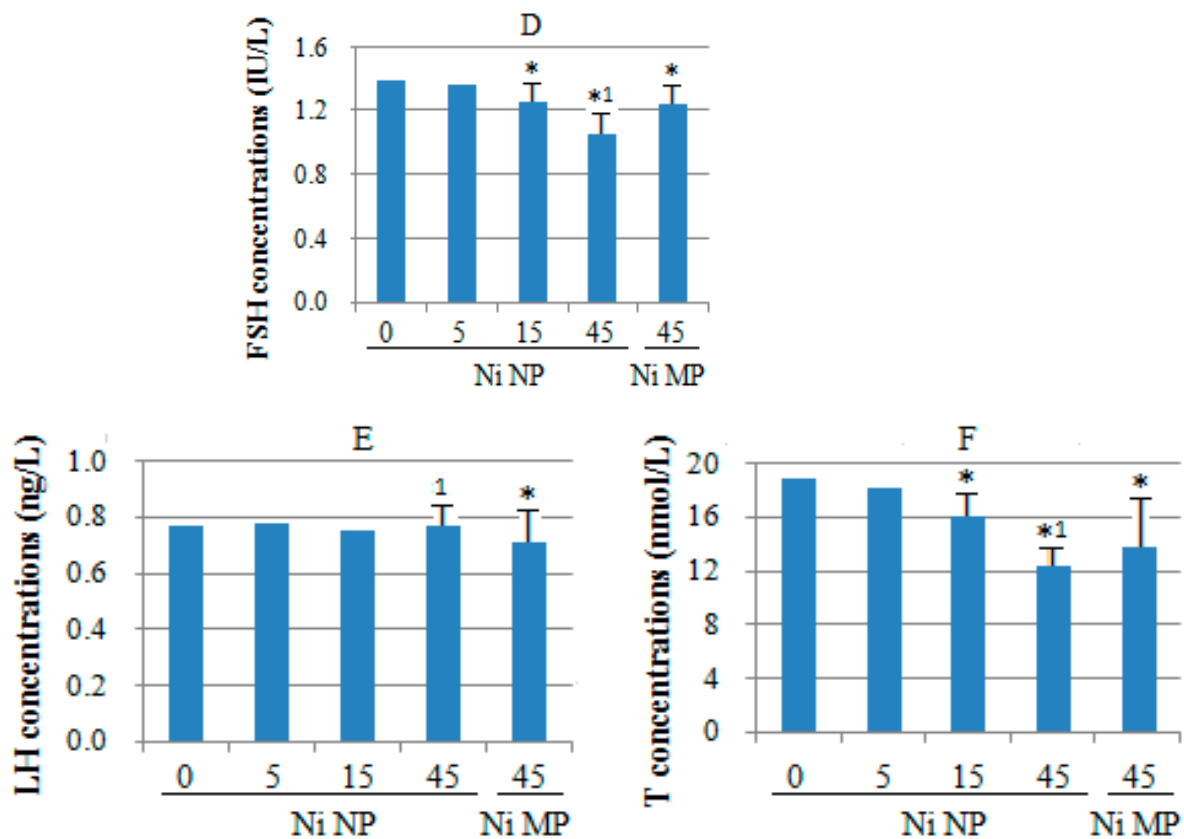 D
FSH concentrations (IU/L)
1.6
1.2
0.8
0.4
0.0
* *1 *
0 5 15 45 45
Ni NP Ni MP
E
LH concentrations (ng/L)
1.0
0.8
0.6
0.4
0.2
0.0
1 *
0 5 15 45 45
Ni NP Ni MP
F
T concentrations (nmol/L)
20
16
12
8
4
0
* *1 *
0 5 15 45 45
Ni NP Ni MP